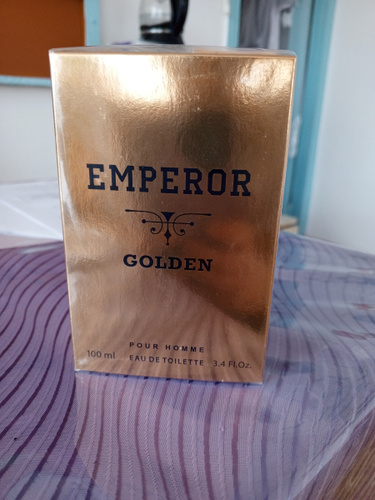 EMPEROR
GOLDEN
POUR HOMME
100 ml EAU DE TOILETTE 3.4 Fl.Oz.